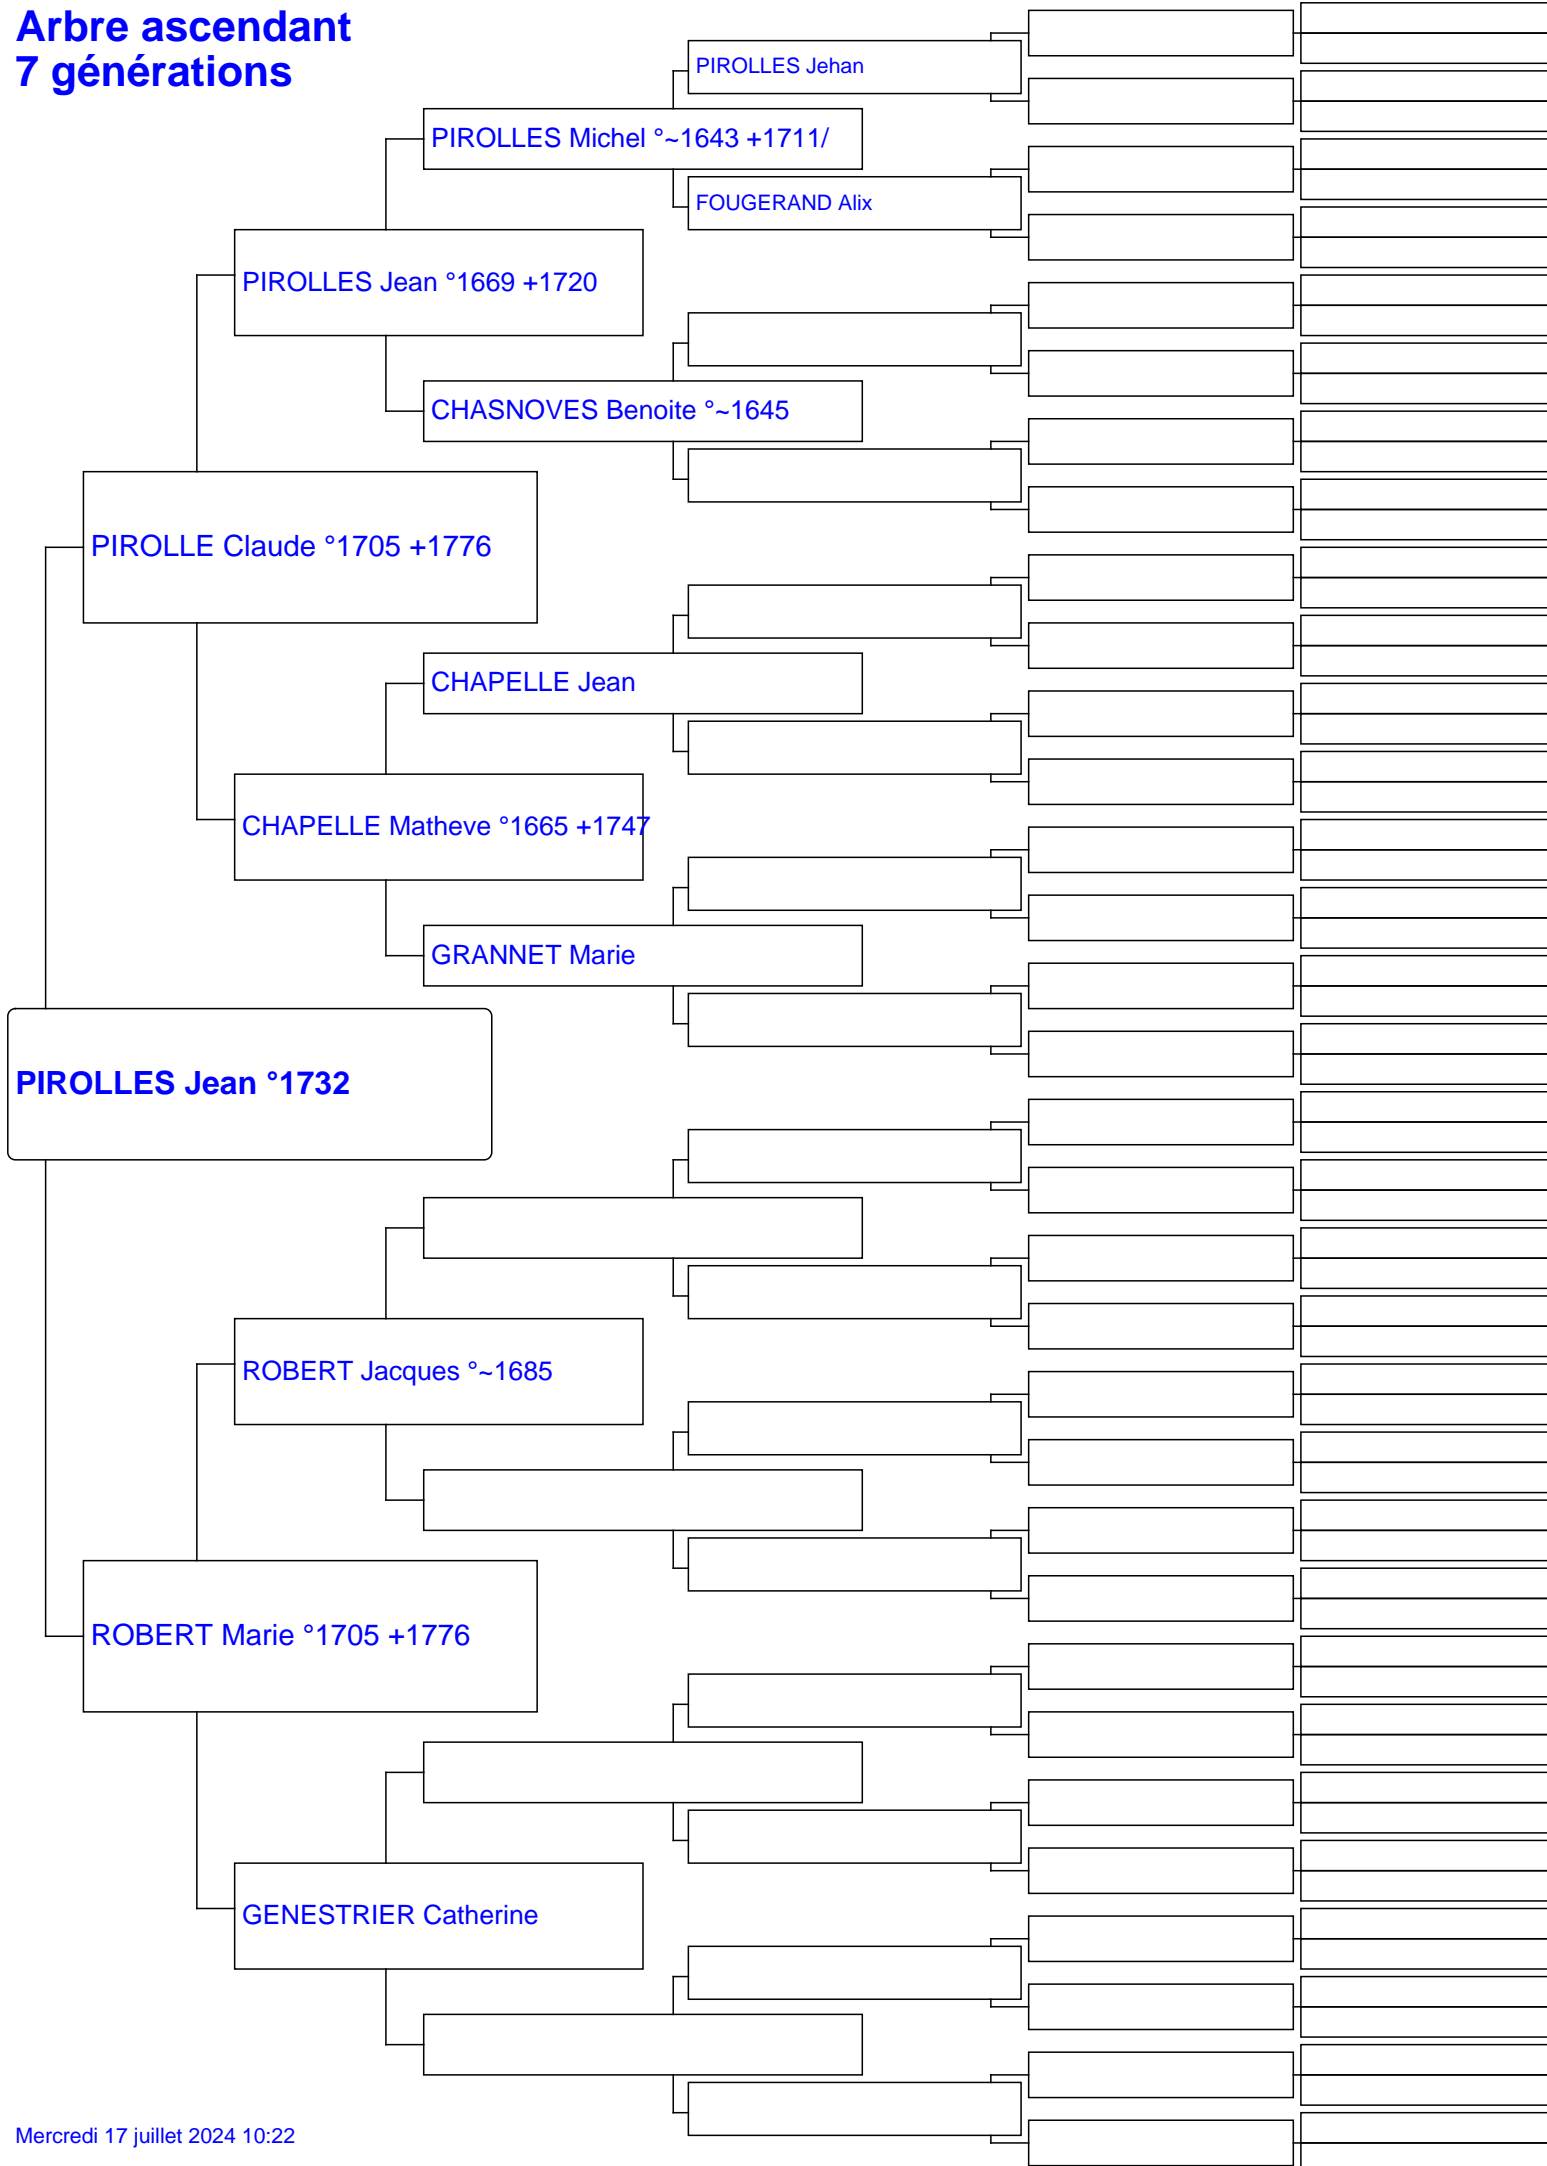 Arbre ascendant
7 générations
PIROLLES Jehan
PIROLLES Michel °~1643 +1711/
FOUGERAND Alix
PIROLLES Jean °1669 +1720
CHASNOVES Benoite °~1645
PIROLLE Claude °1705 +1776
CHAPELLE Jean
CHAPELLE Matheve °1665 +1747
GRANNET Marie
PIROLLES Jean °1732
ROBERT Jacques °~1685
ROBERT Marie °1705 +1776
GENESTRIER Catherine
Mercredi 17 juillet 2024 10:22